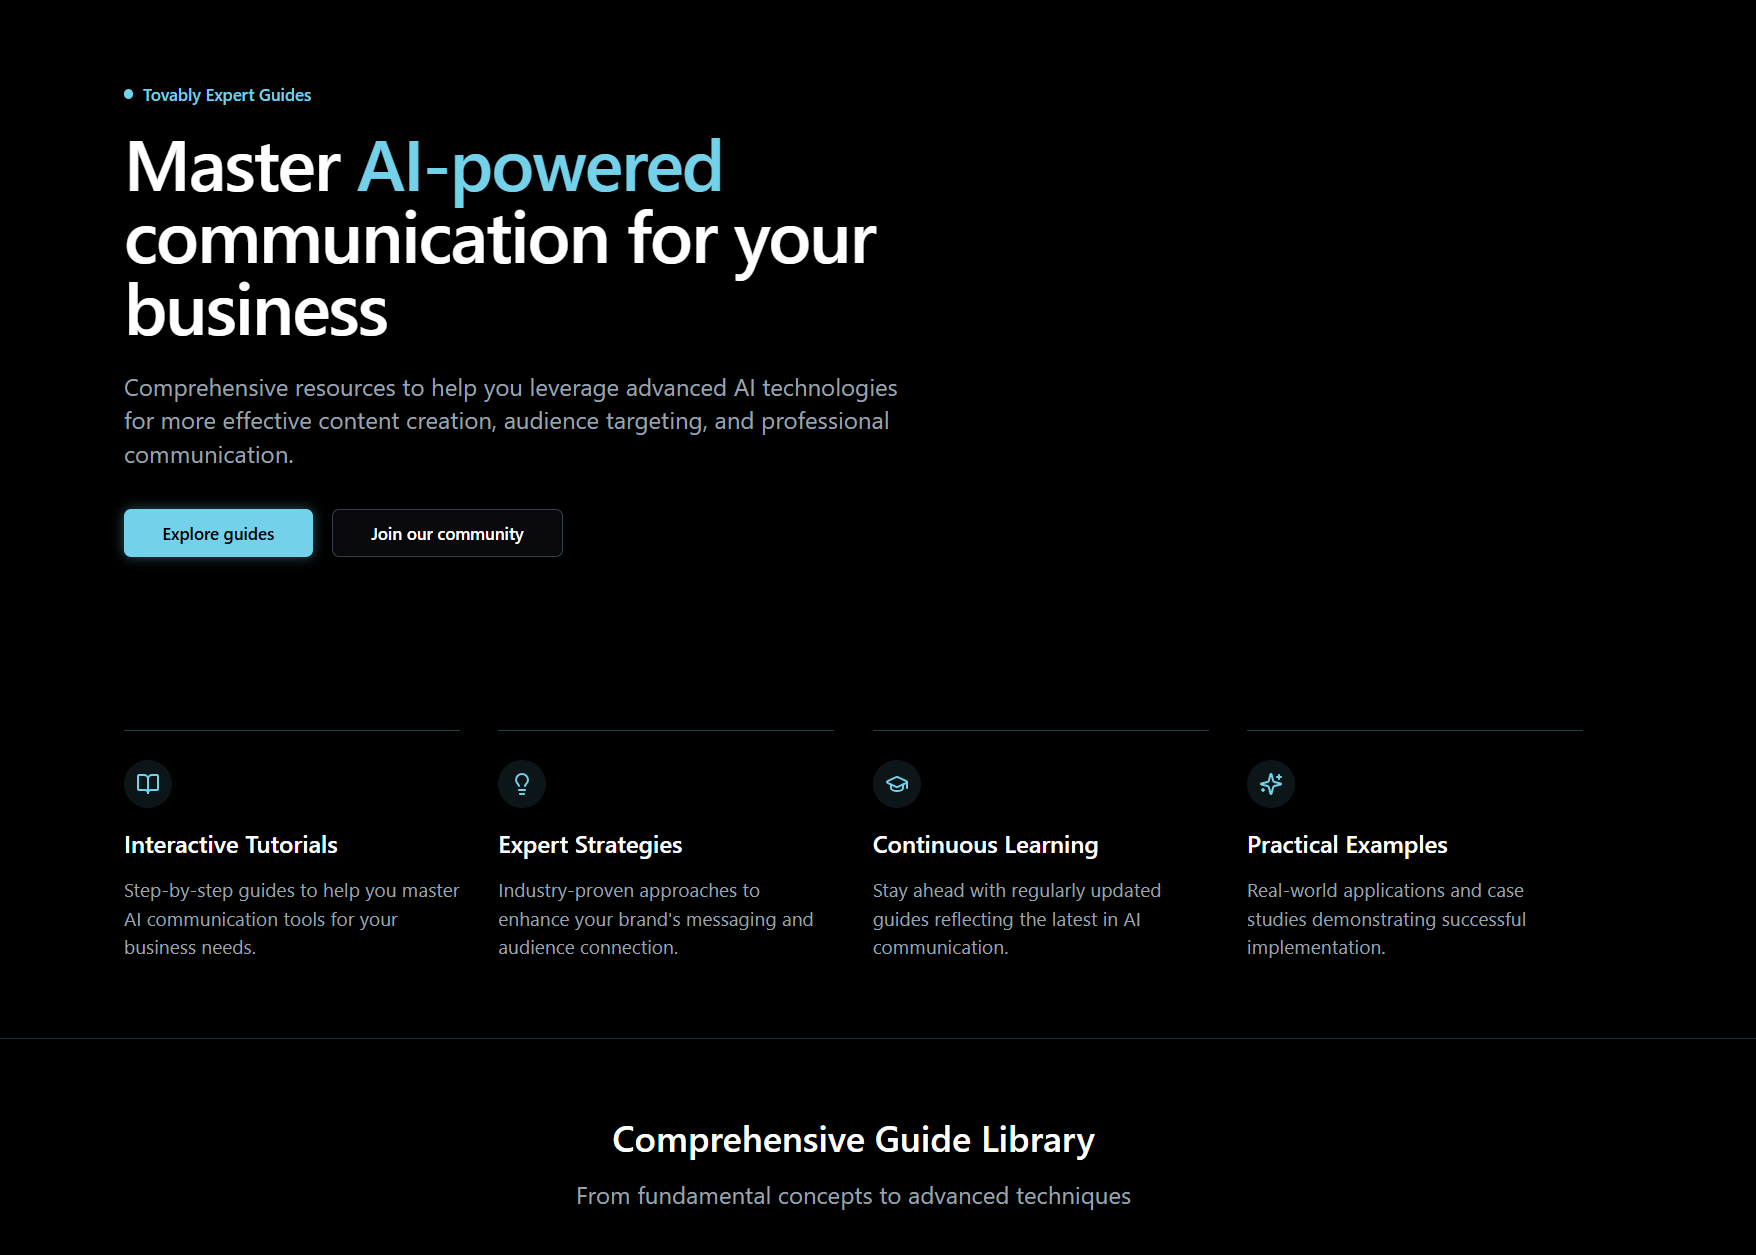 Tovably Expert Guides
Master AI-powered
communication for your
business
Comprehensive resources to help you leverage advanced AI technologies
for more effective content creation, audience targeting, and professional
communication.
Explore guides
Join our community
Interactive Tutorials
Step-by-step guides to help you master
AI communication tools for your
business needs.
Expert Strategies
Industry-proven approaches to
enhance your brand's messaging and
audience connection.
Continuous Learning
Stay ahead with regularly updated
guides reflecting the latest in AI
communication.
Practical Examples
Real-world applications and case
studies demonstrating successful
implementation.
Comprehensive Guide Library
From fundamental concepts to advanced techniques